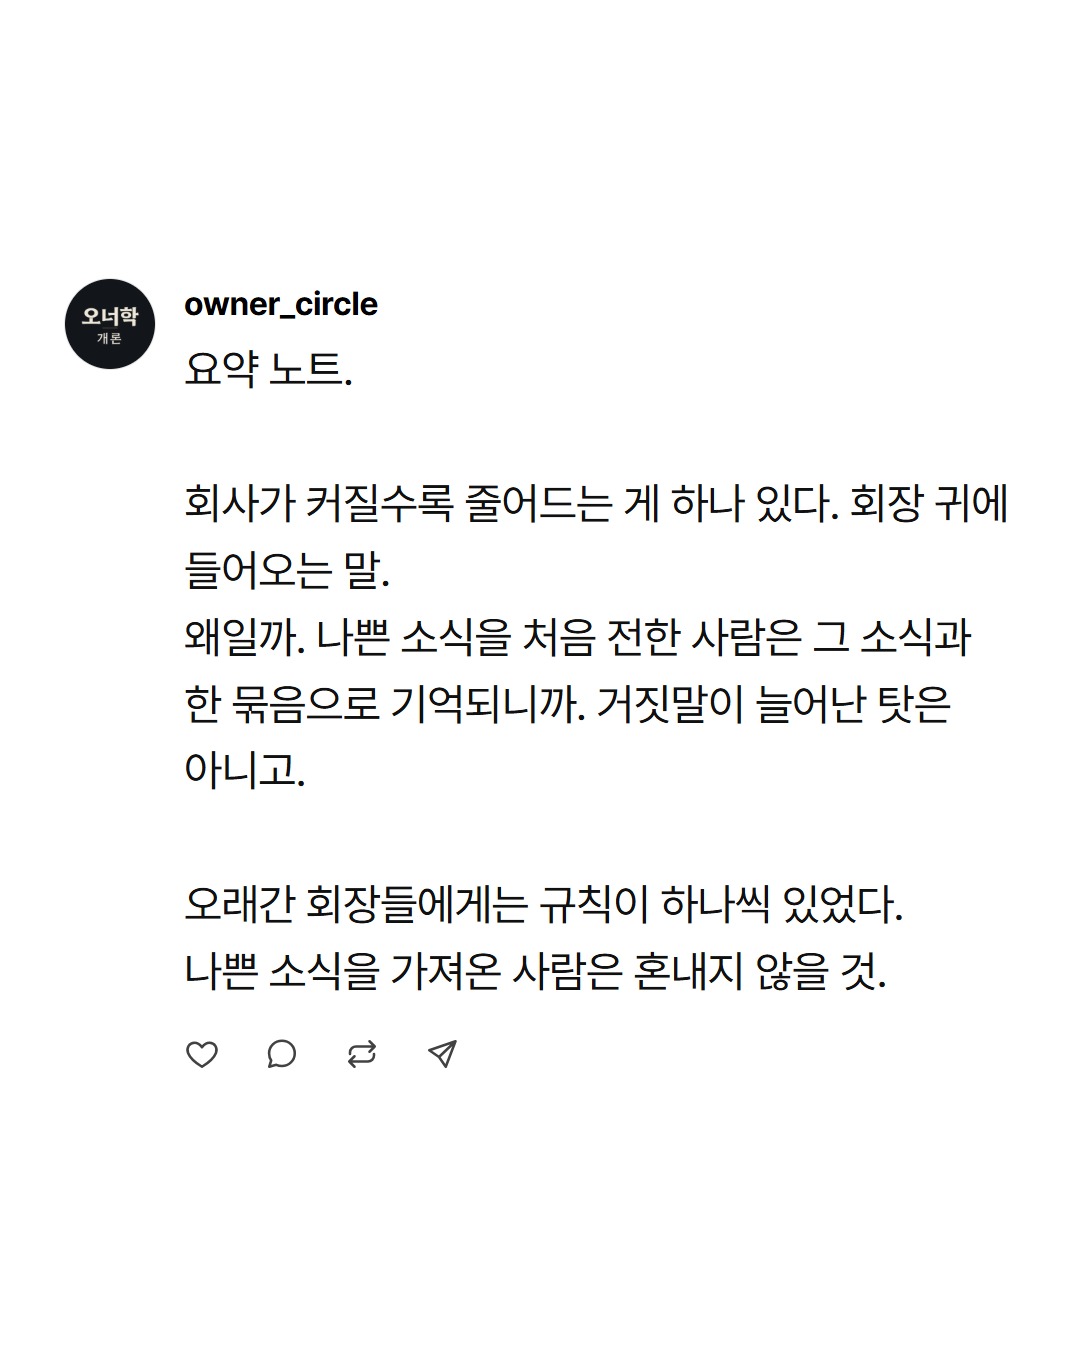 오너학
개론
owner_circle
요약 노트.
회사가 커질수록 줄어드는 게 하나 있다. 회장 귀에
들어오는 말.
왜일까. 나쁜 소식을 처음 전한 사람은 그 소식과
한 묶음으로 기억되니까. 거짓말이 늘어난 탓은
아니고.
오래간 회장들에게는 규칙이 하나씩 있었다.
나쁜 소식을 가져온 사람은 혼내지 않을 것.